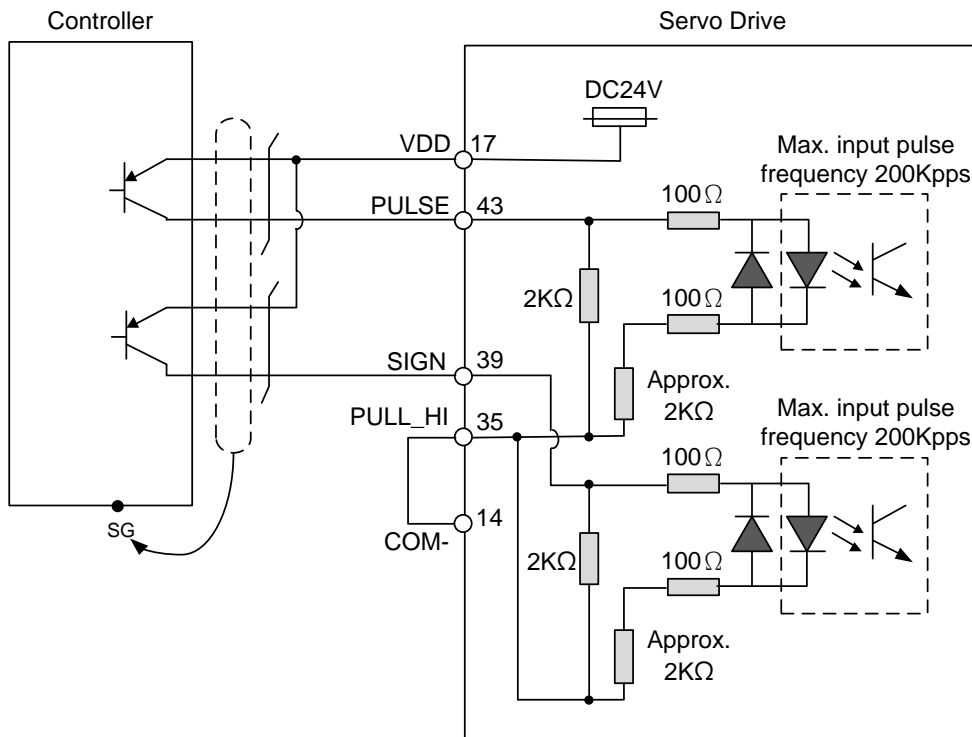 Controller
Servo Drive
DC24V
VDD
17
Max. input pulse
frequency 200Kpps
PULSE
43
100Ω
2KΩ
100Ω
SIGN
39
Approx.
2KΩ
PULL_HI
35
Max. input pulse
frequency 200Kpps
100Ω
SG
COM-
14
2KΩ
100Ω
Approx.
2KΩ